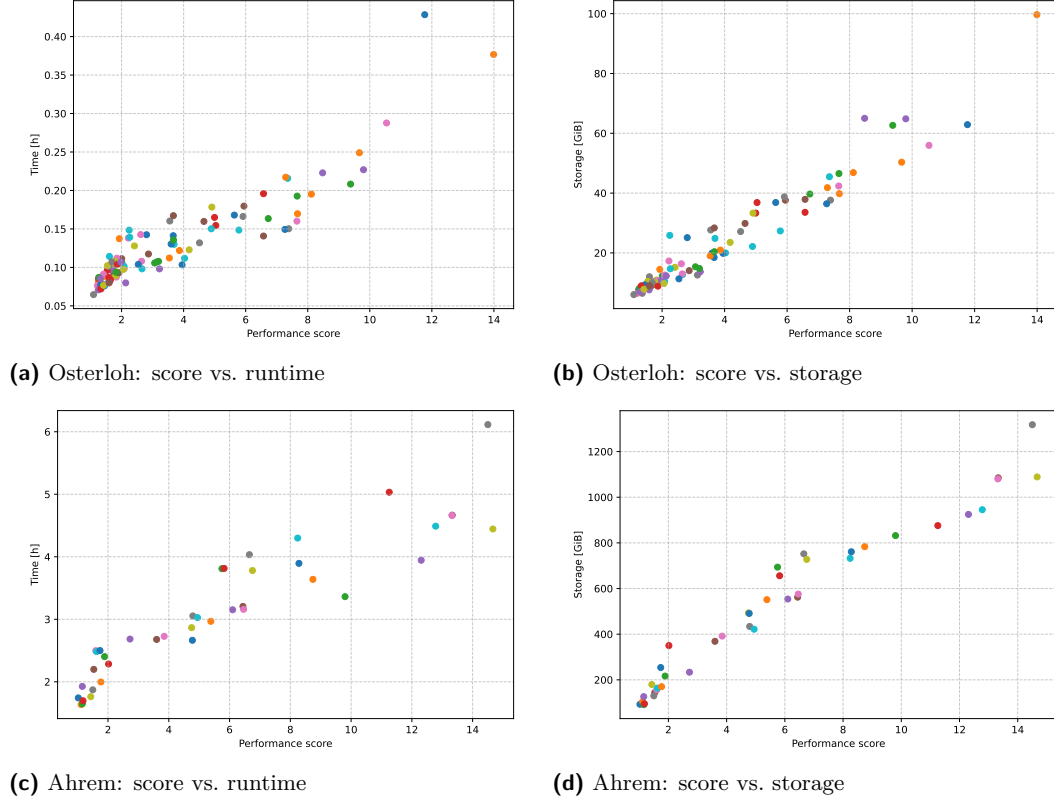 0.40
0.35
0.30
0.25
0.20
0.15
0.10
0.05
Time [h]
2 4 6 8 10 12 14
Performance score
(a) Osterloh: score vs. runtime
100
80
60
40
20
Storage [GiB]
2 4 6 8 10 12 14
Performance score
(b) Osterloh: score vs. storage
6
5
4
3
2
Time [h]
2 4 6 8 10 12 14
Performance score
(c) Ahrem: score vs. runtime
1200
1000
800
600
400
200
Storage [GiB]
2 4 6 8 10 12 14
Performance score
(d) Ahrem: score vs. storage